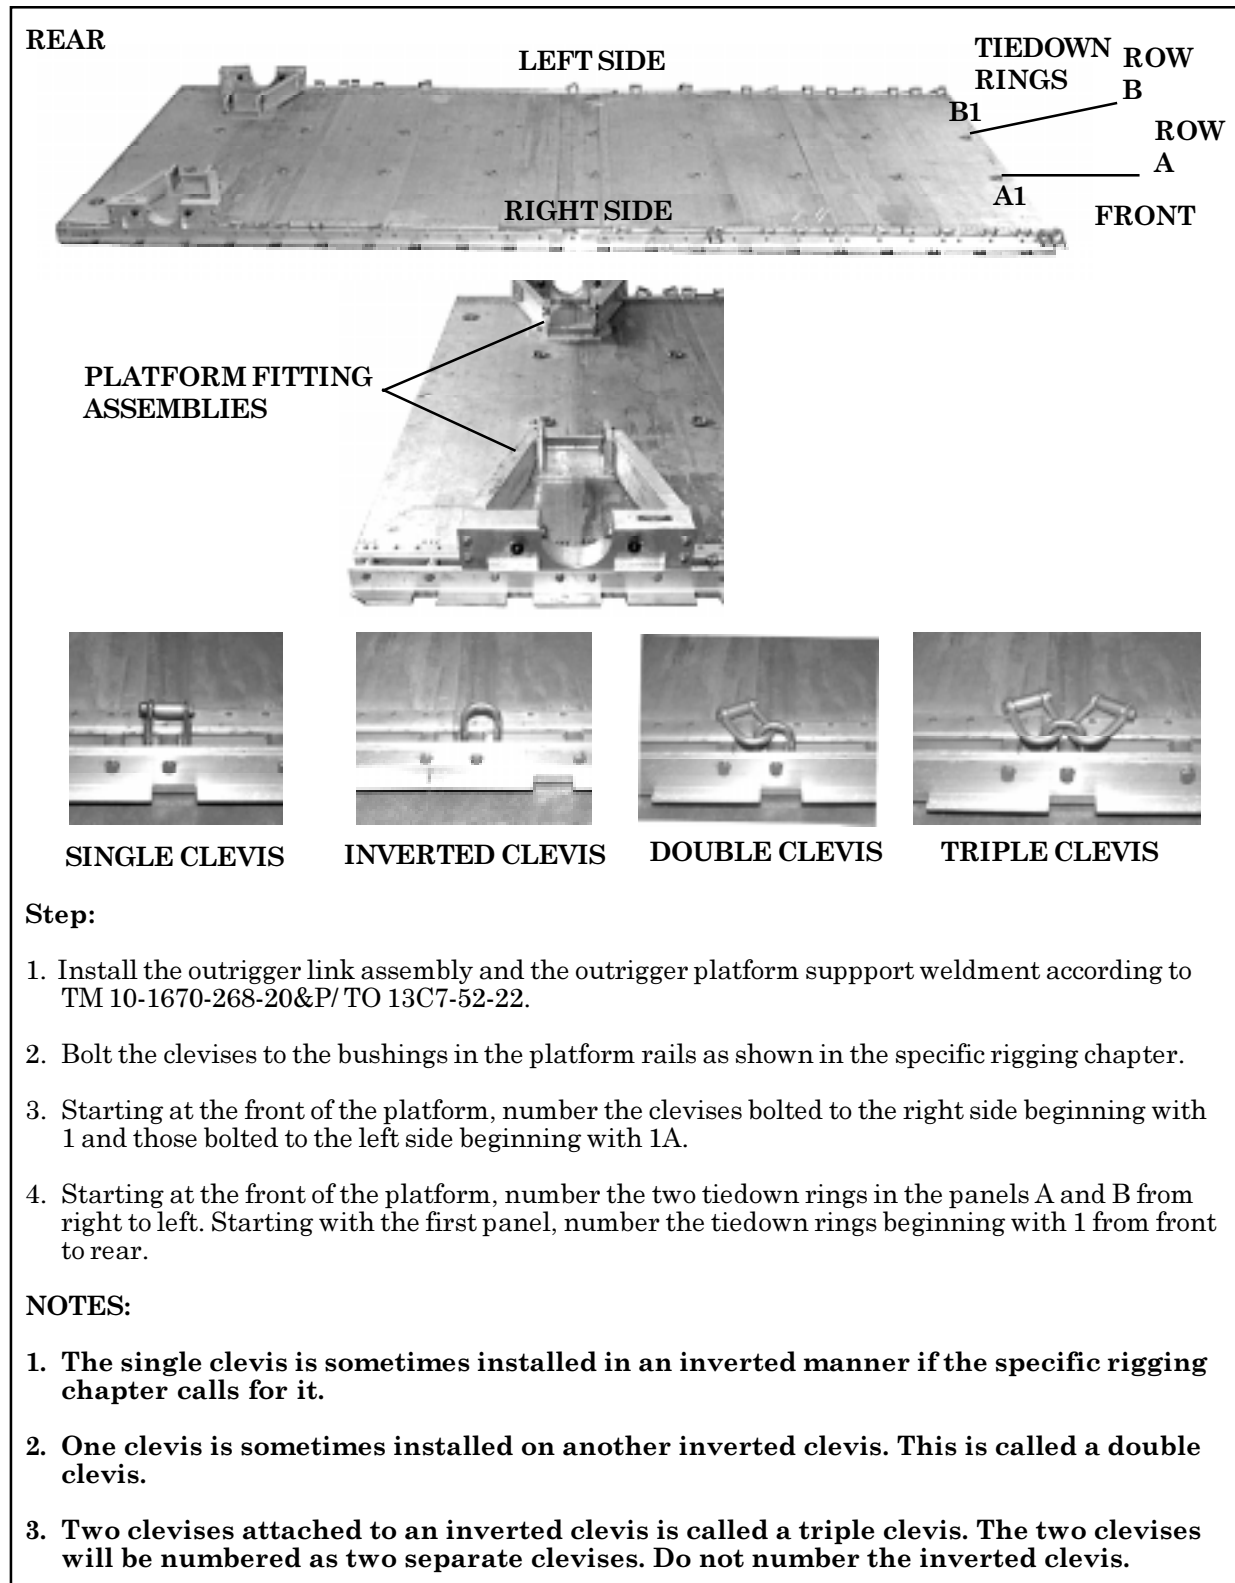 REAR
LEFT SIDE
TIEDOWN
RINGS
ROW
B
B1
ROW
A
A1
RIGHT SIDE
FRONT
PLATFORM FITTING
ASSEMBLIES
SINGLE CLEVIS
INVERTED CLEVIS
DOUBLE CLEVIS
TRIPLE CLEVIS
Step:
1. Install the outrigger link assembly and the outrigger platform suppport weldment according to
TM 10-1670-268-20&P/ TO 13C7-52-22.
2. Bolt the clevises to the bushings in the platform rails as shown in the specific rigging chapter.
3. Starting at the front of the platform, number the clevises bolted to the right side beginning with
1 and those bolted to the left side beginning with 1A.
4. Starting at the front of the platform, number the two tiedown rings in the panels A and B from
right to left. Starting with the first panel, number the tiedown rings beginning with 1 from front
to rear.
NOTES:
1. The single clevis is sometimes installed in an inverted manner if the specific rigging
chapter calls for it.
2. One clevis is sometimes installed on another inverted clevis. This is called a double
clevis.
3. Two clevises attached to an inverted clevis is called a triple clevis. The two clevises
will be numbered as two separate clevises. Do not number the inverted clevis.